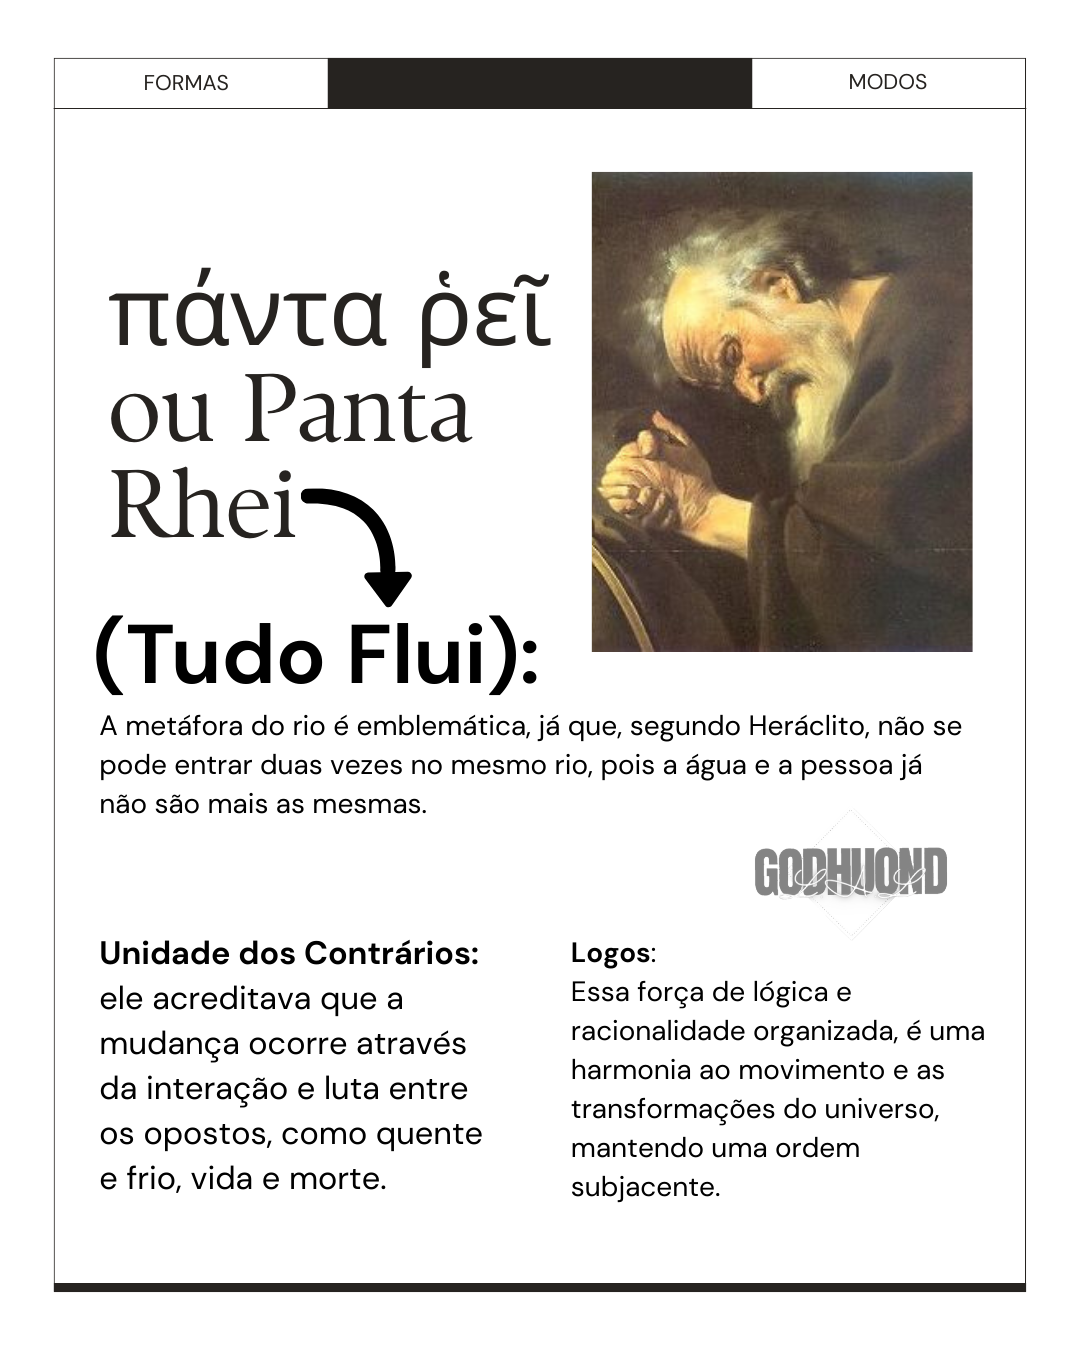 FORMAS
MODOS
πάντα ῥεῖ
ou Panta
Rhei
(Tudo Flui):
A metáfora do rio é emblemática, já que, segundo Heráclito, não se
pode entrar duas vezes no mesmo rio, pois a água e a pessoa já
não são mais as mesmas.
GODHUOND
Unidade dos Contrários:
ele acreditava que a
mudança ocorre através
da interação e luta entre
os opostos, como quente
e frio, vida e morte.
Logos:
Essa força de lógica e
racionalidade organizada, é uma
harmonia ao movimento e as
transformações do universo,
mantendo uma ordem
subjacente.